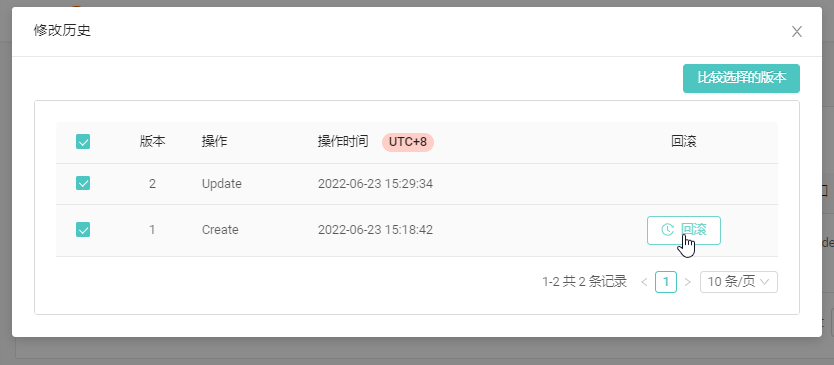 修改历史
比较选择的版本
版本 操作 操作时间 UTC+8 回滚
2 Update 2022-06-23 15:29:34
1 Create 2022-06-23 15:18:42 回滚
1-2 共 2 条记录 1 10 条/页
de